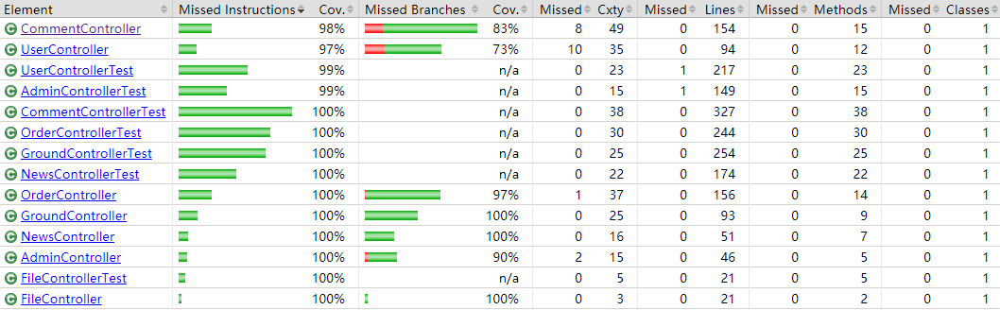 Element Missed Instructions Cov. Missed Branches Cov. Missed Cxty Missed Lines Missed Methods Missed Classes
CommentController 98% 83% 8 49 0 154 0 15 0 1
UserController 97% 73% 10 35 0 94 0 12 0 1
UserControllerTest 99% n/a 0 23 1 217 0 23 0 1
AdminControllerTest 99% n/a 0 15 1 149 0 15 0 1
CommentControllerTest 100% n/a 0 38 0 327 0 38 0 1
OrderControllerTest 100% n/a 0 30 0 244 0 30 0 1
GroundControllerTest 100% n/a 0 25 0 254 0 25 0 1
NewsControllerTest 100% n/a 0 22 0 174 0 22 0 1
OrderController 100% 97% 1 37 0 156 0 14 0 1
GroundController 100% 100% 0 25 0 93 0 9 0 1
NewsController 100% 100% 0 16 0 51 0 7 0 1
AdminController 100% 90% 2 15 0 46 0 5 0 1
FileControllerTest 100% n/a 0 5 0 21 0 5 0 1
FileController 100% 100% 0 3 0 21 0 2 0 1